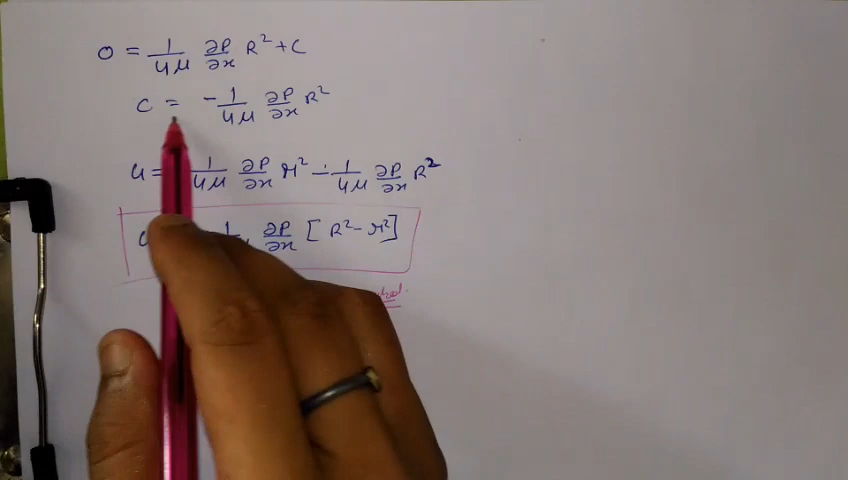 0 = 1/4μ ∂P/∂x R² + C
C = -1/4μ ∂P/∂x R²
u = 1/4μ ∂P/∂x r² - 1/4μ ∂P/∂x R²
∂P/∂x [ R² - r² ]